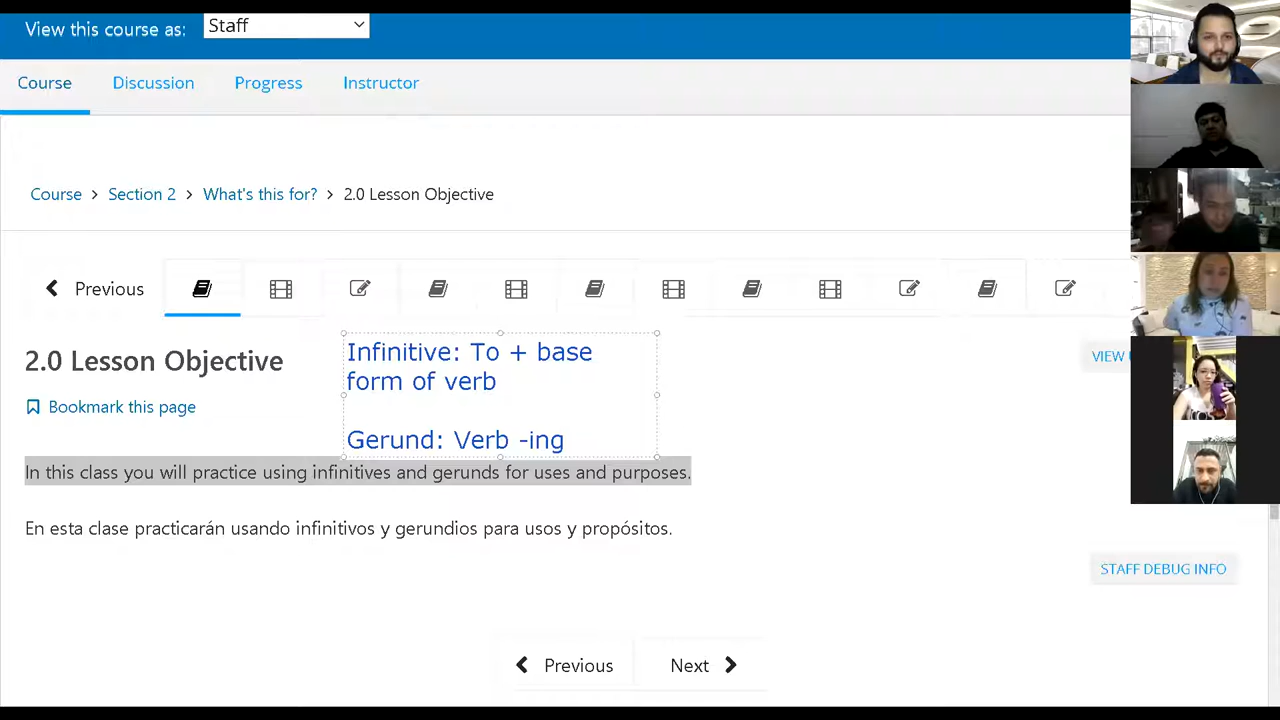 View this course as: Staff
Course Discussion Progress Instructor
Course > Section 2 > What's this for? > 2.0 Lesson Objective
Previous
2.0 Lesson Objective
Infinitive: To + base
form of verb
VIEW
Bookmark this page
Gerund: Verb -ing
In this class you will practice using infinitives and gerunds for uses and purposes.
En esta clase practicarán usando infinitivos y gerundios para usos y propósitos.
STAFF DEBUG INFO
Previous Next